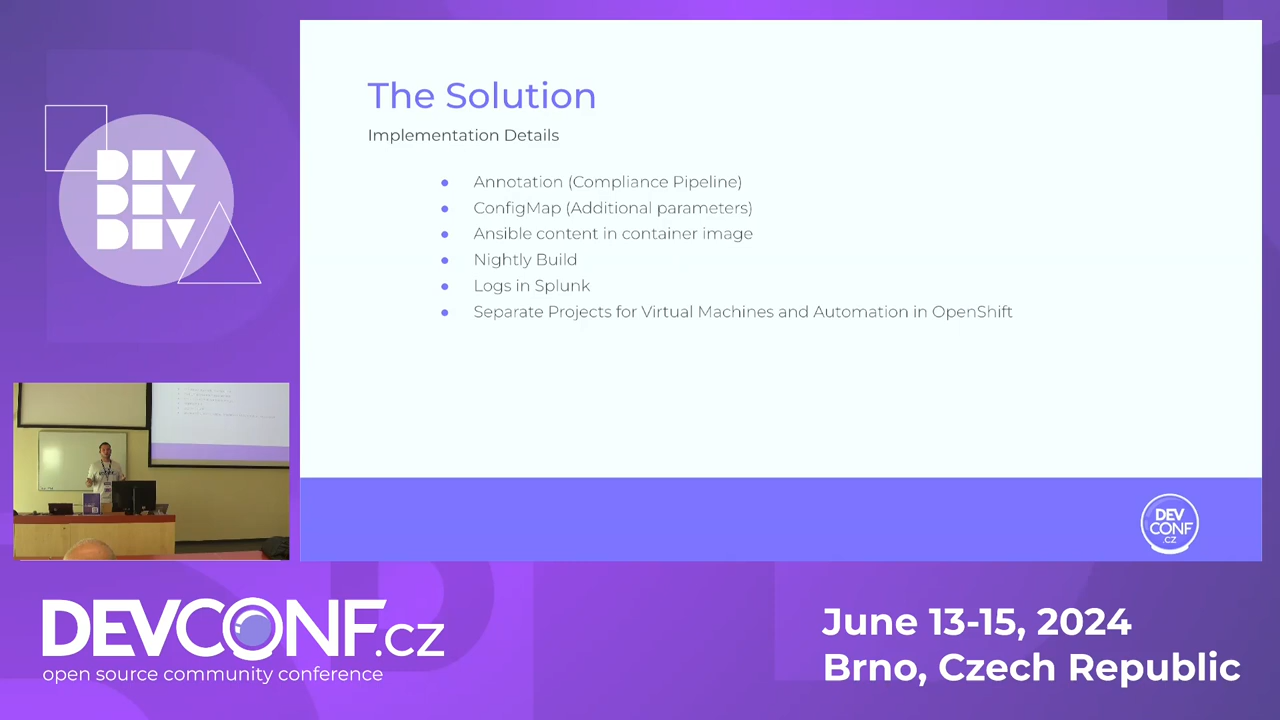 The Solution
Implementation Details
Annotation (Compliance Pipeline)
ConfigMap (Additional parameters)
Ansible content in container image
Nightly Build
Logs in Splunk
Separate Projects for Virtual Machines and Automation in OpenShift
DEV
DEV
DEV
DEV
CONF
.CZ
DEVCONF.cz
open source community conference
June 13-15, 2024
Brno, Czech Republic